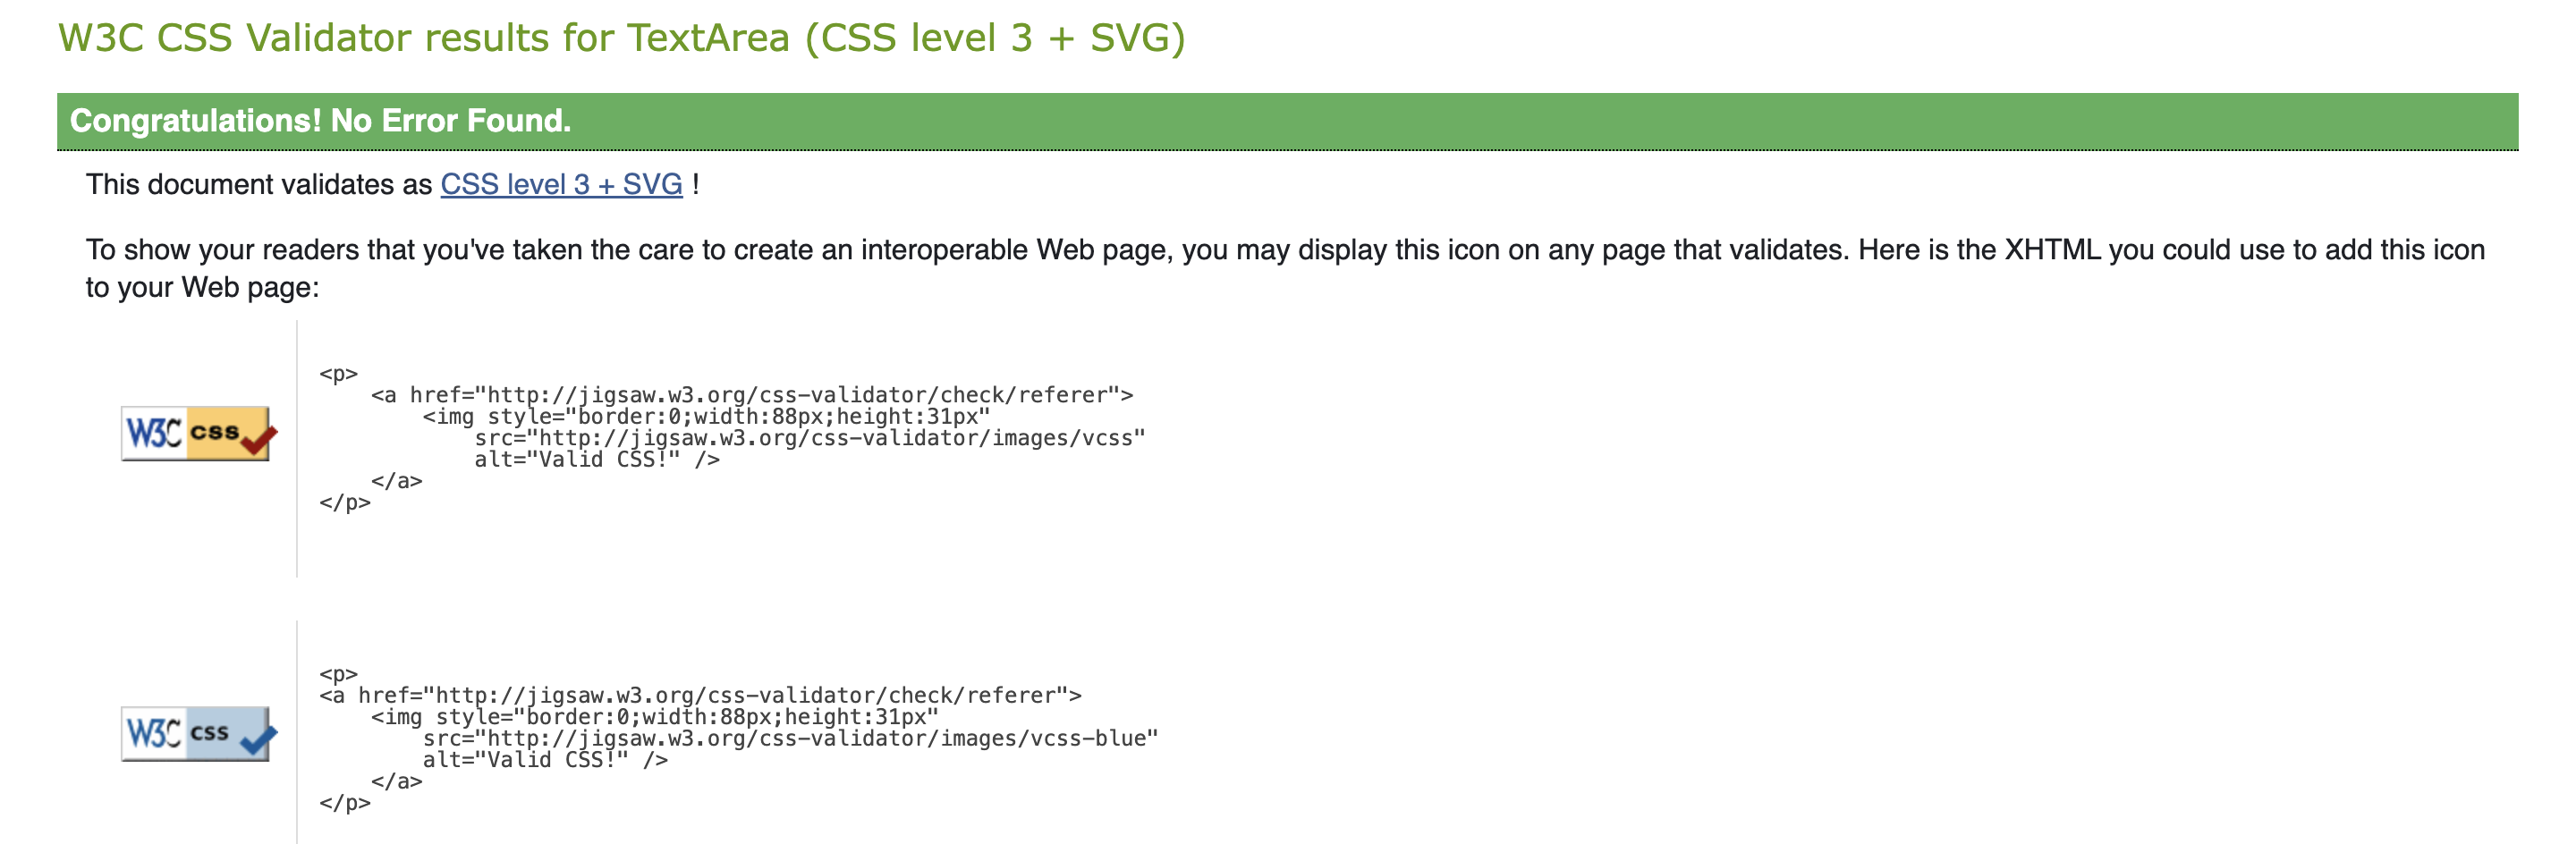 W3C CSS Validator results for TextArea (CSS level 3 + SVG)
Congratulations! No Error Found.
This document validates as CSS level 3 + SVG !
To show your readers that you've taken the care to create an interoperable Web page, you may display this icon on any page that validates. Here is the XHTML you could use to add this icon
to your Web page:
<p>
    <a href="http://jigsaw.w3.org/css-validator/check/referer">
        <img style="border:0;width:88px;height:31px"
            src="http://jigsaw.w3.org/css-validator/images/vcss"
            alt="Valid CSS!" />
    </a>
</p>
W3C css
<p>
<a href="http://jigsaw.w3.org/css-validator/check/referer">
    <img style="border:0;width:88px;height:31px"
        src="http://jigsaw.w3.org/css-validator/images/vcss-blue"
        alt="Valid CSS!" />
    </a>
</p>
W3C css